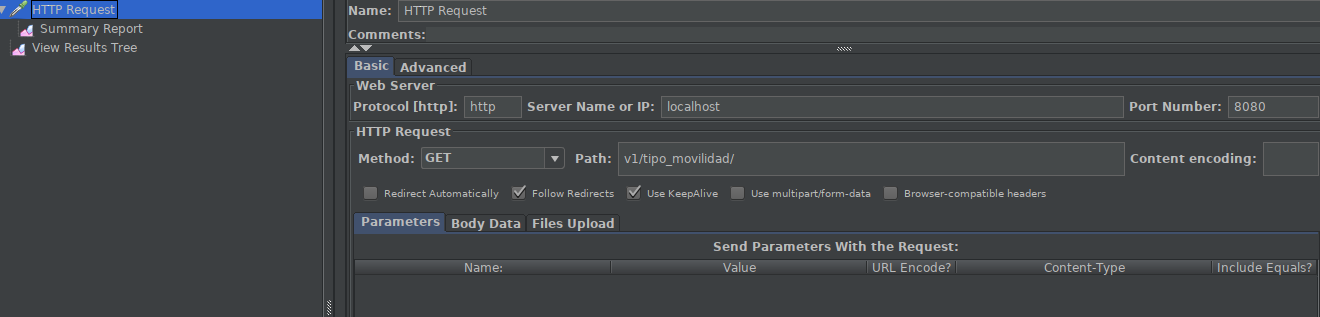 HTTP Request
Summary Report
View Results Tree
Name: HTTP Request
Comments:
Basic Advanced
Web Server
Protocol [http]: http Server Name or IP: localhost Port Number: 8080
HTTP Request
Method: GET Path: v1/tipo_movilidad/ Content encoding:
Redirect Automatically Follow Redirects Use KeepAlive Use multipart/form-data Browser-compatible headers
Parameters Body Data Files Upload
Send Parameters With the Request:
Name: Value URL Encode? Content-Type Include Equals?